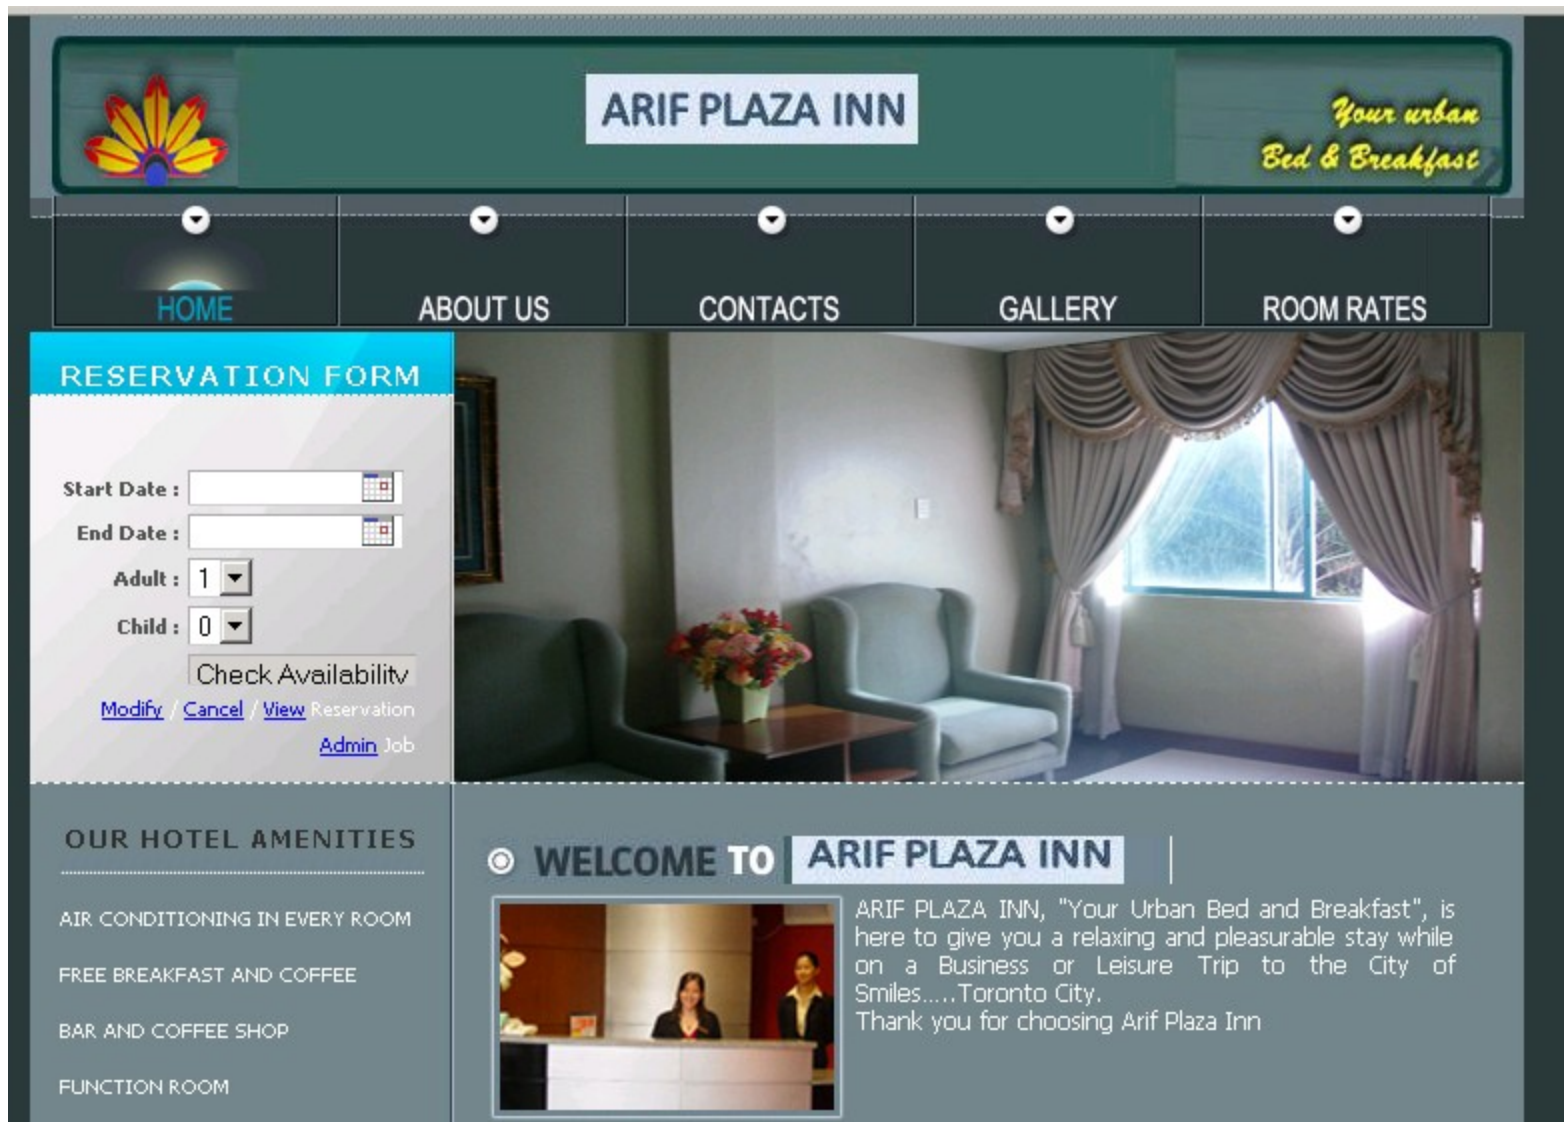 ARIF PLAZA INN
Your urban
Bed & Breakfast
HOME
ABOUT US
CONTACTS
GALLERY
ROOM RATES
RESERVATION FORM
Start Date :
End Date :
Adult : 1
Child : 0
Check Availability
Modify / Cancel / View Reservation
Admin Job
OUR HOTEL AMENITIES
AIR CONDITIONING IN EVERY ROOM
FREE BREAKFAST AND COFFEE
BAR AND COFFEE SHOP
FUNCTION ROOM
WELCOME TO ARIF PLAZA INN
ARIF PLAZA INN, "Your Urban Bed and Breakfast", is
here to give you a relaxing and pleasurable stay while
on a Business or Leisure Trip to the City of
Smiles.....Toronto City.
Thank you for choosing Arif Plaza Inn